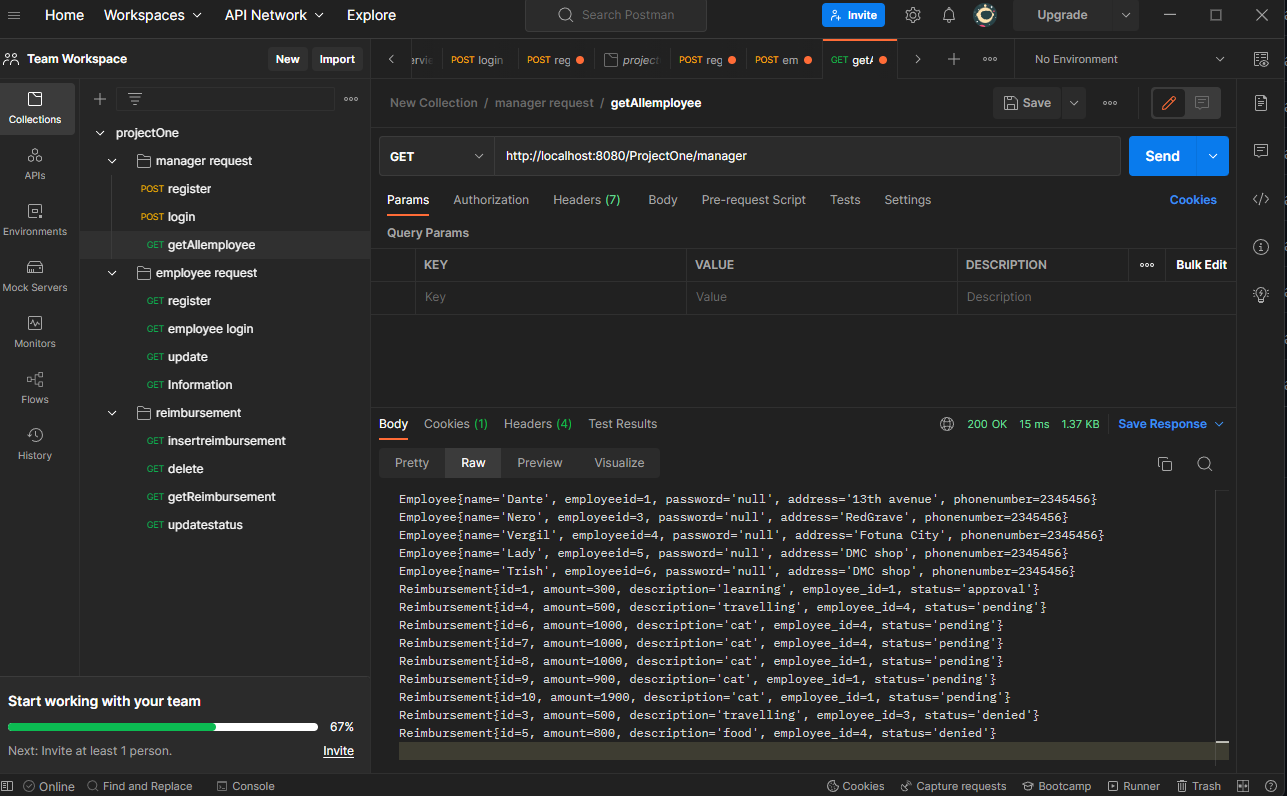 Home Workspaces API Network Explore Search Postman Invite Upgrade
Team Workspace New Import
POST login POST reg project POST reg POST em GET getA No Environment
Collections
APIs
Environments
Mock Servers
Monitors
Flows
History
projectOne
manager request
POST register
POST login
GET getAllemployee
employee request
GET register
GET employee login
GET update
GET Information
reimbursement
GET insertreimbursement
GET delete
GET getReimbursement
GET updatestatus
Start working with your team
67%
Next: Invite at least 1 person. Invite
New Collection / manager request / getAllemployee Save
GET http://localhost:8080/ProjectOne/manager Send
Params Authorization Headers (7) Body Pre-request Script Tests Settings Cookies
Query Params
KEY VALUE DESCRIPTION Bulk Edit
Key Value Description
Body Cookies (1) Headers (4) Test Results 200 OK 15 ms 1.37 KB Save Response
Pretty Raw Preview Visualize
Employee{name='Dante', employeeid=1, password='null', address='13th avenue', phonenumber=2345456}
Employee{name='Nero', employeeid=3, password='null', address='RedGrave', phonenumber=2345456}
Employee{name='Vergil', employeeid=4, password='null', address='Fotuna City', phonenumber=2345456}
Employee{name='Lady', employeeid=5, password='null', address='DMC shop', phonenumber=2345456}
Employee{name='Trish', employeeid=6, password='null', address='DMC shop', phonenumber=2345456}
Reimbursement{id=1, amount=300, description='learning', employee_id=1, status='approval'}
Reimbursement{id=4, amount=500, description='travelling', employee_id=4, status='pending'}
Reimbursement{id=6, amount=1000, description='cat', employee_id=4, status='pending'}
Reimbursement{id=7, amount=1000, description='cat', employee_id=4, status='pending'}
Reimbursement{id=8, amount=1000, description='cat', employee_id=1, status='pending'}
Reimbursement{id=9, amount=900, description='cat', employee_id=1, status='pending'}
Reimbursement{id=10, amount=1900, description='cat', employee_id=1, status='pending'}
Reimbursement{id=3, amount=500, description='travelling', employee_id=3, status='denied'}
Reimbursement{id=5, amount=800, description='food', employee_id=4, status='denied'}
Online Find and Replace Console Cookies Capture requests Bootcamp Runner Trash